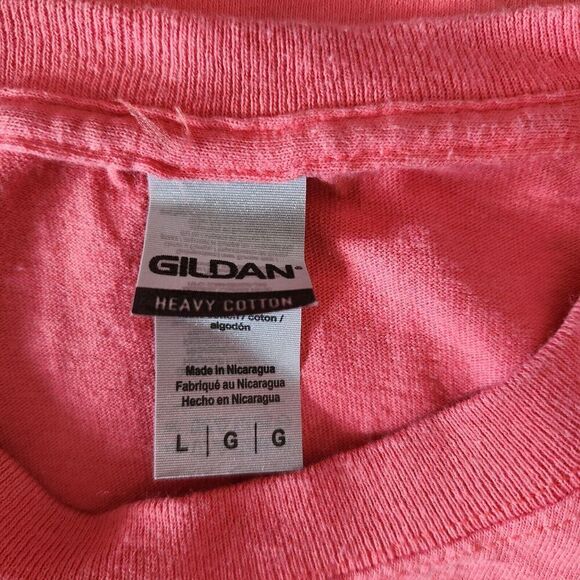 GILDAN
HEAVY COTTON
/ coton /
algodón
Made in Nicaragua
Fabriqué au Nicaragua
Hecho en Nicaragua
L | G | G